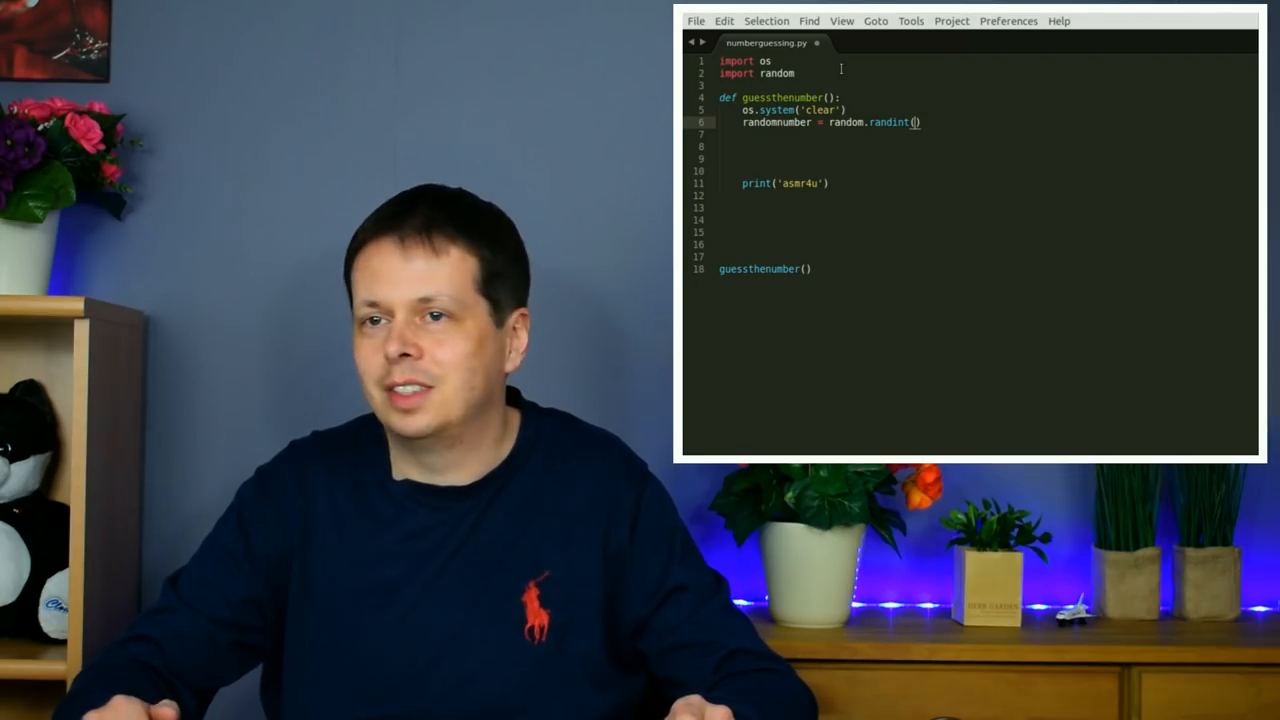 File Edit Selection Find View Goto Tools Project Preferences Help
numberguessing.py
1 import os
2 import random
3
4 def guessthenumber():
5 os.system('clear')
6 randomnumber = random.randint()
7
8
9
10
11 print('asmr4u')
12
13
14
15
16
17
18 guessthenumber()
HERB GARDEN